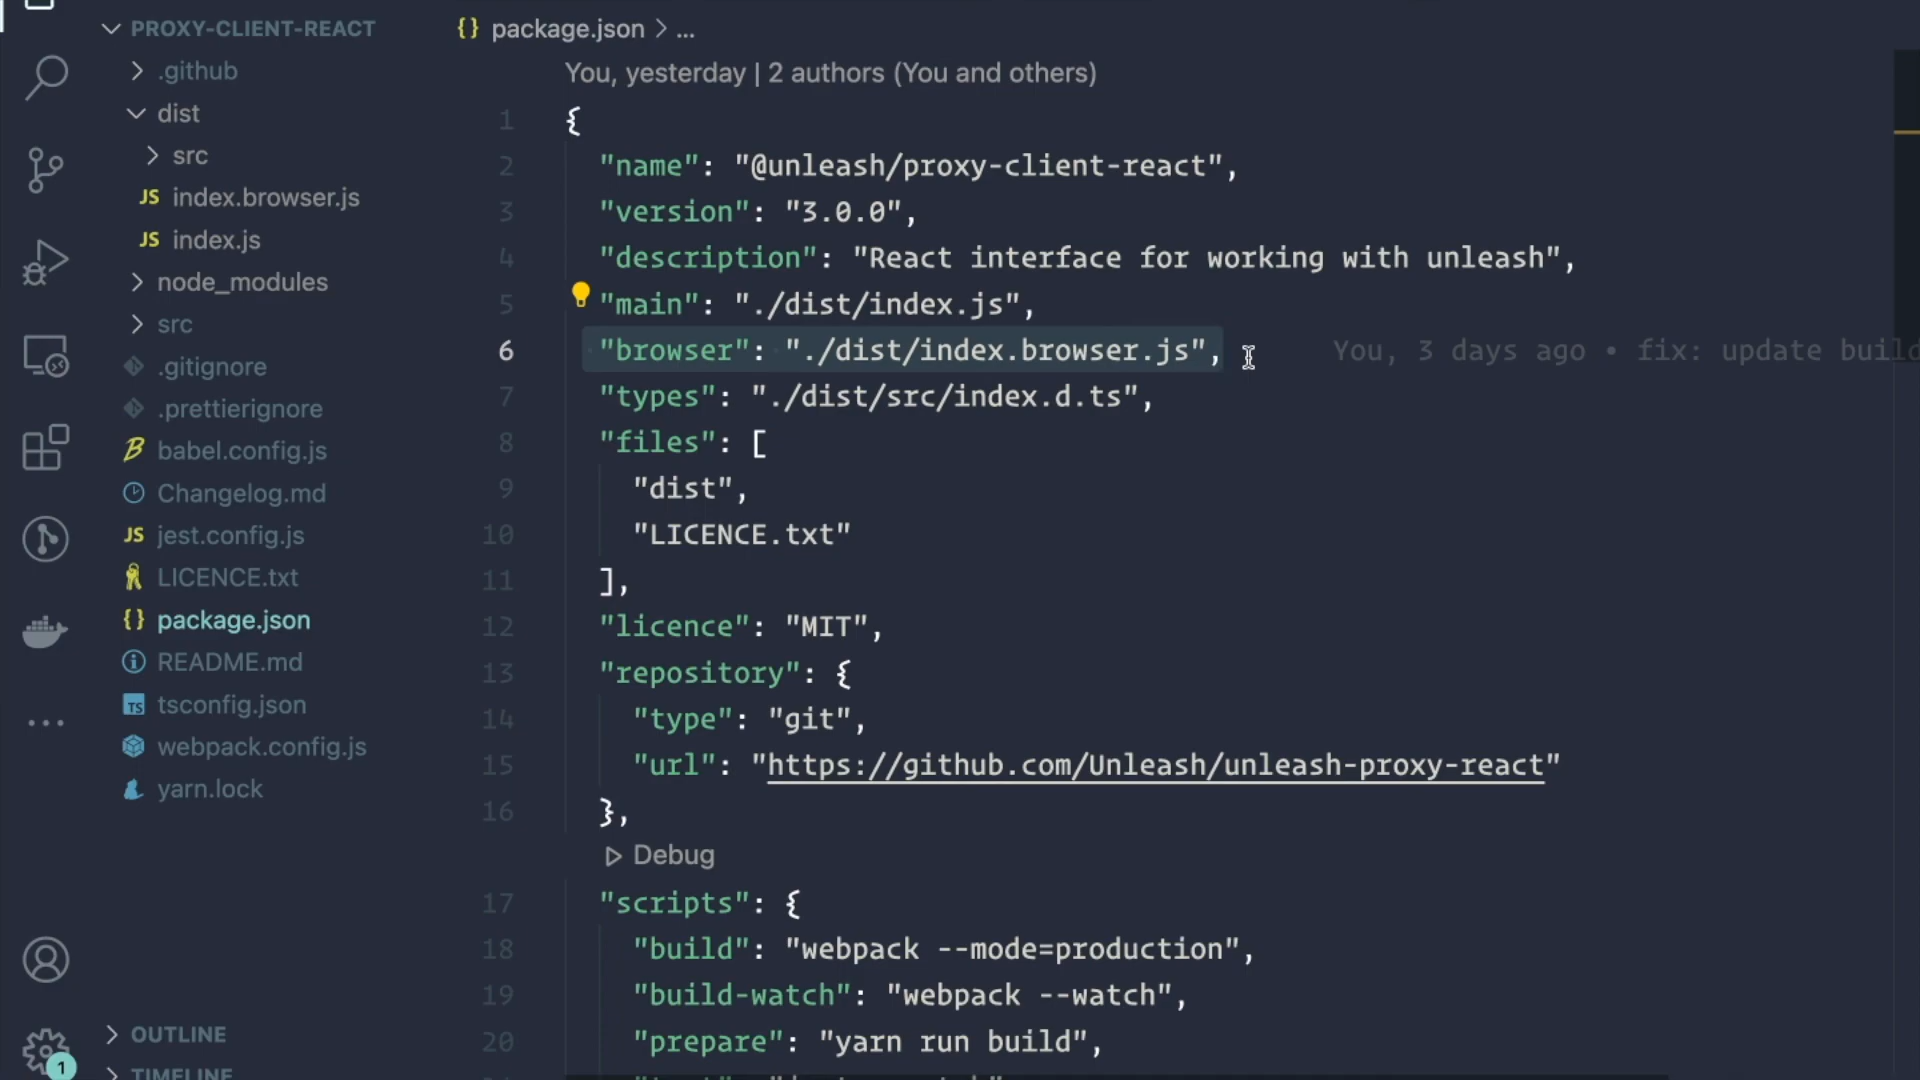 PROXY-CLIENT-REACT
.github
dist
src
JS index.browser.js
JS index.js
node_modules
src
.gitignore
.prettierignore
babel.config.js
Changelog.md
JS jest.config.js
LICENCE.txt
{} package.json
README.md
TS tsconfig.json
webpack.config.js
yarn.lock
OUTLINE
TIMELINE
1
{} package.json > ...
You, yesterday | 2 authors (You and others)
1 {
2 "name": "@unleash/proxy-client-react",
3 "version": "3.0.0",
4 "description": "React interface for working with unleash",
5 "main": "./dist/index.js",
6 "browser": "./dist/index.browser.js", You, 3 days ago • fix: update build
7 "types": "./dist/src/index.d.ts",
8 "files": [
9 "dist",
10 "LICENCE.txt"
11 ],
12 "licence": "MIT",
13 "repository": {
14 "type": "git",
15 "url": "https://github.com/Unleash/unleash-proxy-react"
16 },
Debug
17 "scripts": {
18 "build": "webpack --mode=production",
19 "build-watch": "webpack --watch",
20 "prepare": "yarn run build",